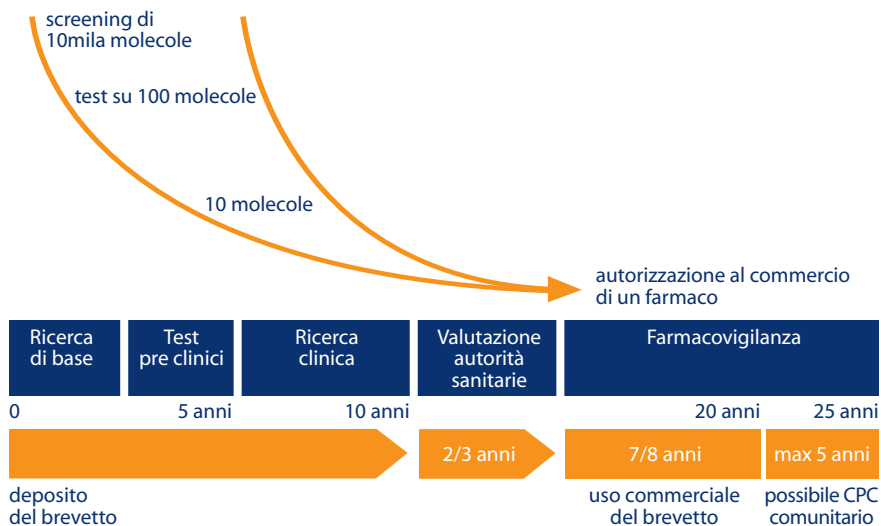 screening di
10mila molecole
test su 100 molecole
10 molecole
autorizzazione al commercio
di un farmaco
Ricerca
di base
Test
pre clinici
Ricerca
clinica
Valutazione
autorità
sanitarie
Farmacovigilanza
0
5 anni
10 anni
20 anni
25 anni
2/3 anni
7/8 anni
max 5 anni
deposito
del brevetto
uso commerciale
del brevetto
possibile CPC
comunitario